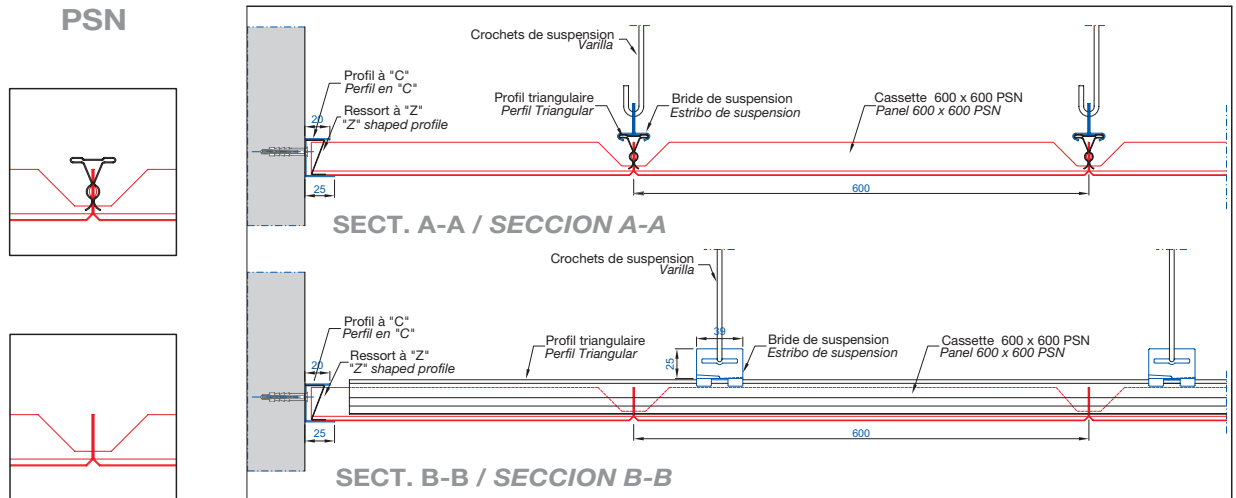 PSN
Crochets de suspension
Varilla
Profil à "C"
Perfil en "C"
Ressort à "Z"
"Z" shaped profile
Profil triangulaire
Perfil Triangular
Bride de suspension
Estribo de suspension
Cassette 600 x 600 PSN
Panel 600 x 600 PSN
20
25
600
SECT. A-A / SECCION A-A
Crochets de suspension
Varilla
Profil à "C"
Perfil en "C"
Ressort à "Z"
"Z" shaped profile
Profil triangulaire
Perfil Triangular
39
25
Bride de suspension
Estribo de suspension
Cassette 600 x 600 PSN
Panel 600 x 600 PSN
20
25
600
SECT. B-B / SECCION B-B